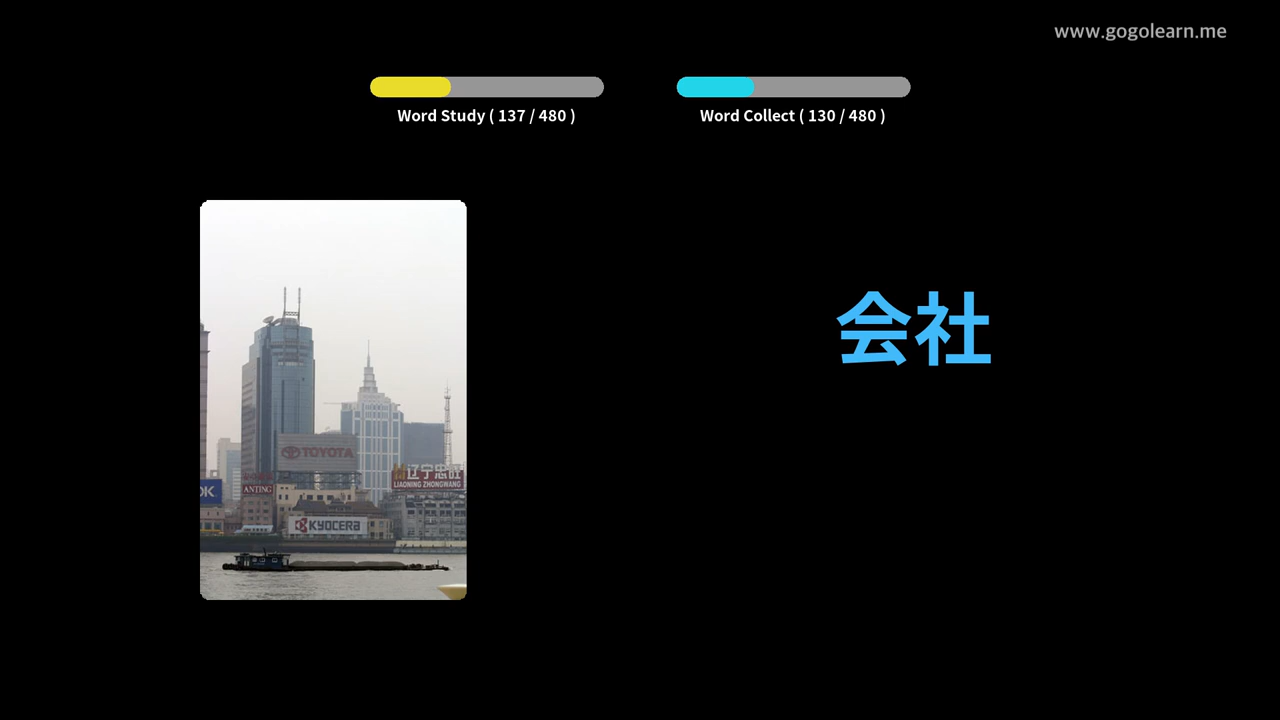 www.gogolearn.me
Word Study ( 137 / 480 )
Word Collect ( 130 / 480 )
会社
TOYOTA
辽宁忠旺
LIAONING ZHONGWANG
OK
ANTING
KYOCERA